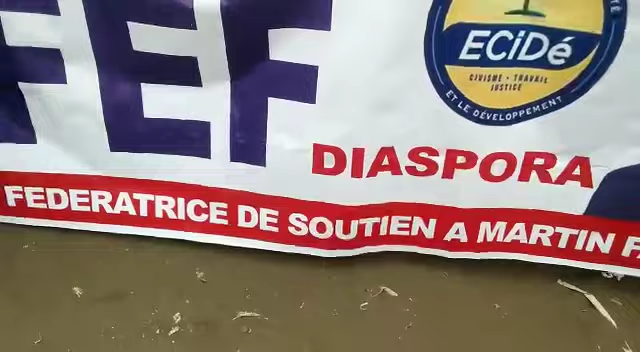 FEF
ECiDé
CIVISME - TRAVAIL
JUSTICE
ET LE DÉVELOPPEMENT
DIASPORA
FEDERATRICE DE SOUTIEN A MARTIN